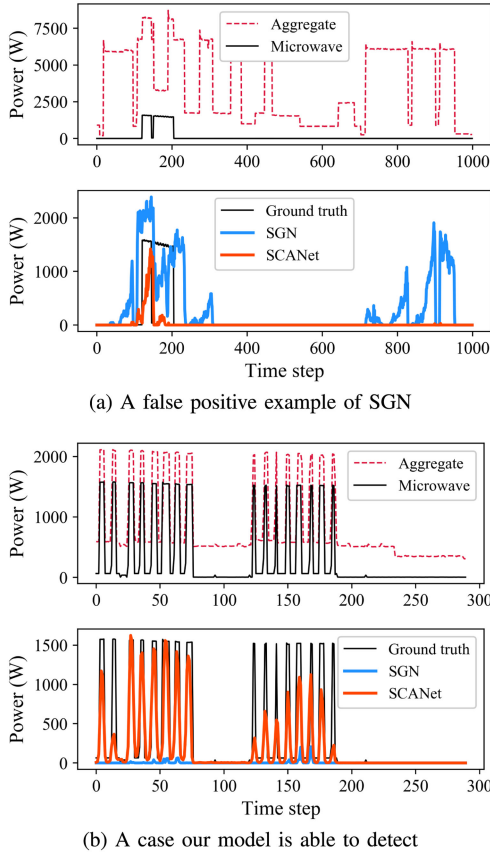 Power (W)
7500
5000
2500
0
Aggregate
Microwave
0 200 400 600 800 1000
Power (W)
2000
1000
0
Ground truth
SGN
SCANet
0 200 400 600 800 1000
Time step
(a) A false positive example of SGN
Power (W)
2000
1000
0
Aggregate
Microwave
0 50 100 150 200 250 300
Power (W)
1500
1000
500
0
Ground truth
SGN
SCANet
0 50 100 150 200 250 300
Time step
(b) A case our model is able to detect